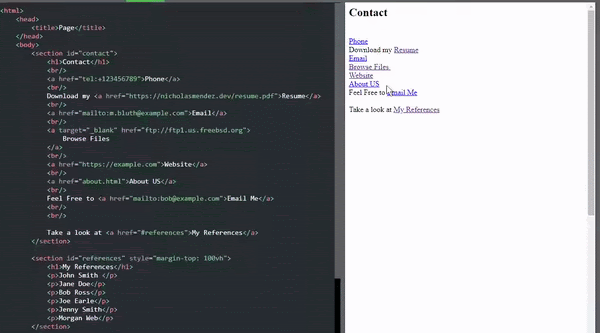 <html>
<head>
<title>Page</title>
</head>
<body>
<section id="contact">
<h1>Contact</h1>
<br/>
<a href="tel:+123456789">Phone</a>
<br/>
Download my <a href="https://nicholasmendez.dev/resume.pdf">Resume</a>
<br/>
<a href="mailto:m.bluth@example.com">Email</a>
<br/>
<a target="_blank" href="ftp://ftp1.us.freebsd.org">
Browse Files
</a>
<br/>
<a href="https://example.com">Website</a>
<br/>
<a href="about.html">About US</a>
<br/>
Feel Free to <a href="mailto:bob@example.com">Email Me</a>
<br/>
<br/>
Take a look at <a href="#references">My References</a>
</section>
<section id="references" style="margin-top: 100vh">
<h1>My References</h1>
<p>John Smith </p>
<p>Jane Doe</p>
<p>Bob Ross</p>
<p>Joe Earle</p>
<p>Jenny Smith</p>
<p>Morgan Web</p>
</section>
Contact
Phone
Download my Resume
Email
Browse Files
Website
About US
Feel Free to Email Me
Take a look at My References